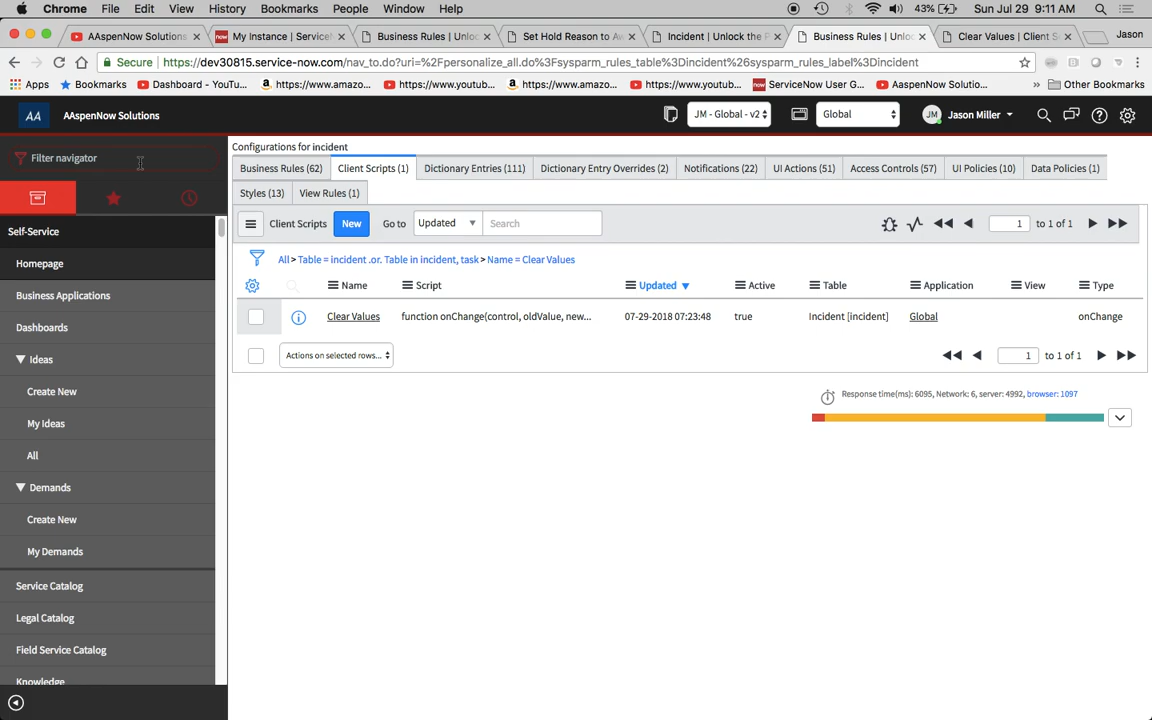 Chrome File Edit View History Bookmarks People Window Help 43% Sun Jul 29 9:11 AM
AAspenNow Solutions × My Instance | ServiceN × Business Rules | Unloc × Set Hold Reason to Aw × Incident | Unlock the P × Business Rules | Unloc × Clear Values | Client S × Jason
Secure https://dev30815.service-now.com/nav_to.do?uri=%2Fpersonalize_all.do%3Fsysparm_rules_table%3Dincident%26sysparm_rules_label%3Dincident
Apps Bookmarks Dashboard - YouTu... https://www.amazo... https://www.youtub... https://www.amazo... https://www.youtub... ServiceNow User G... AaspenNow Solutio... » Other Bookmarks
AA AAspenNow Solutions JM - Global - v2 Global JM Jason Miller
Filter navigator
Self-Service
Homepage
Business Applications
Dashboards
Ideas
Create New
My Ideas
All
Demands
Create New
My Demands
Service Catalog
Legal Catalog
Field Service Catalog
Knowledge
Configurations for incident
Business Rules (62) Client Scripts (1) Dictionary Entries (111) Dictionary Entry Overrides (2) Notifications (22) UI Actions (51) Access Controls (57) UI Policies (10) Data Policies (1)
Styles (13) View Rules (1)
Client Scripts New Go to Updated Search 1 to 1 of 1
All > Table = incident .or. Table in incident, task > Name = Clear Values
Name Script Updated Active Table Application View Type
Clear Values function onChange(control, oldValue, new... 07-29-2018 07:23:48 true Incident [incident] Global onChange
Actions on selected rows... 1 to 1 of 1
Response time(ms): 6095, Network: 6, server: 4992, browser: 1097